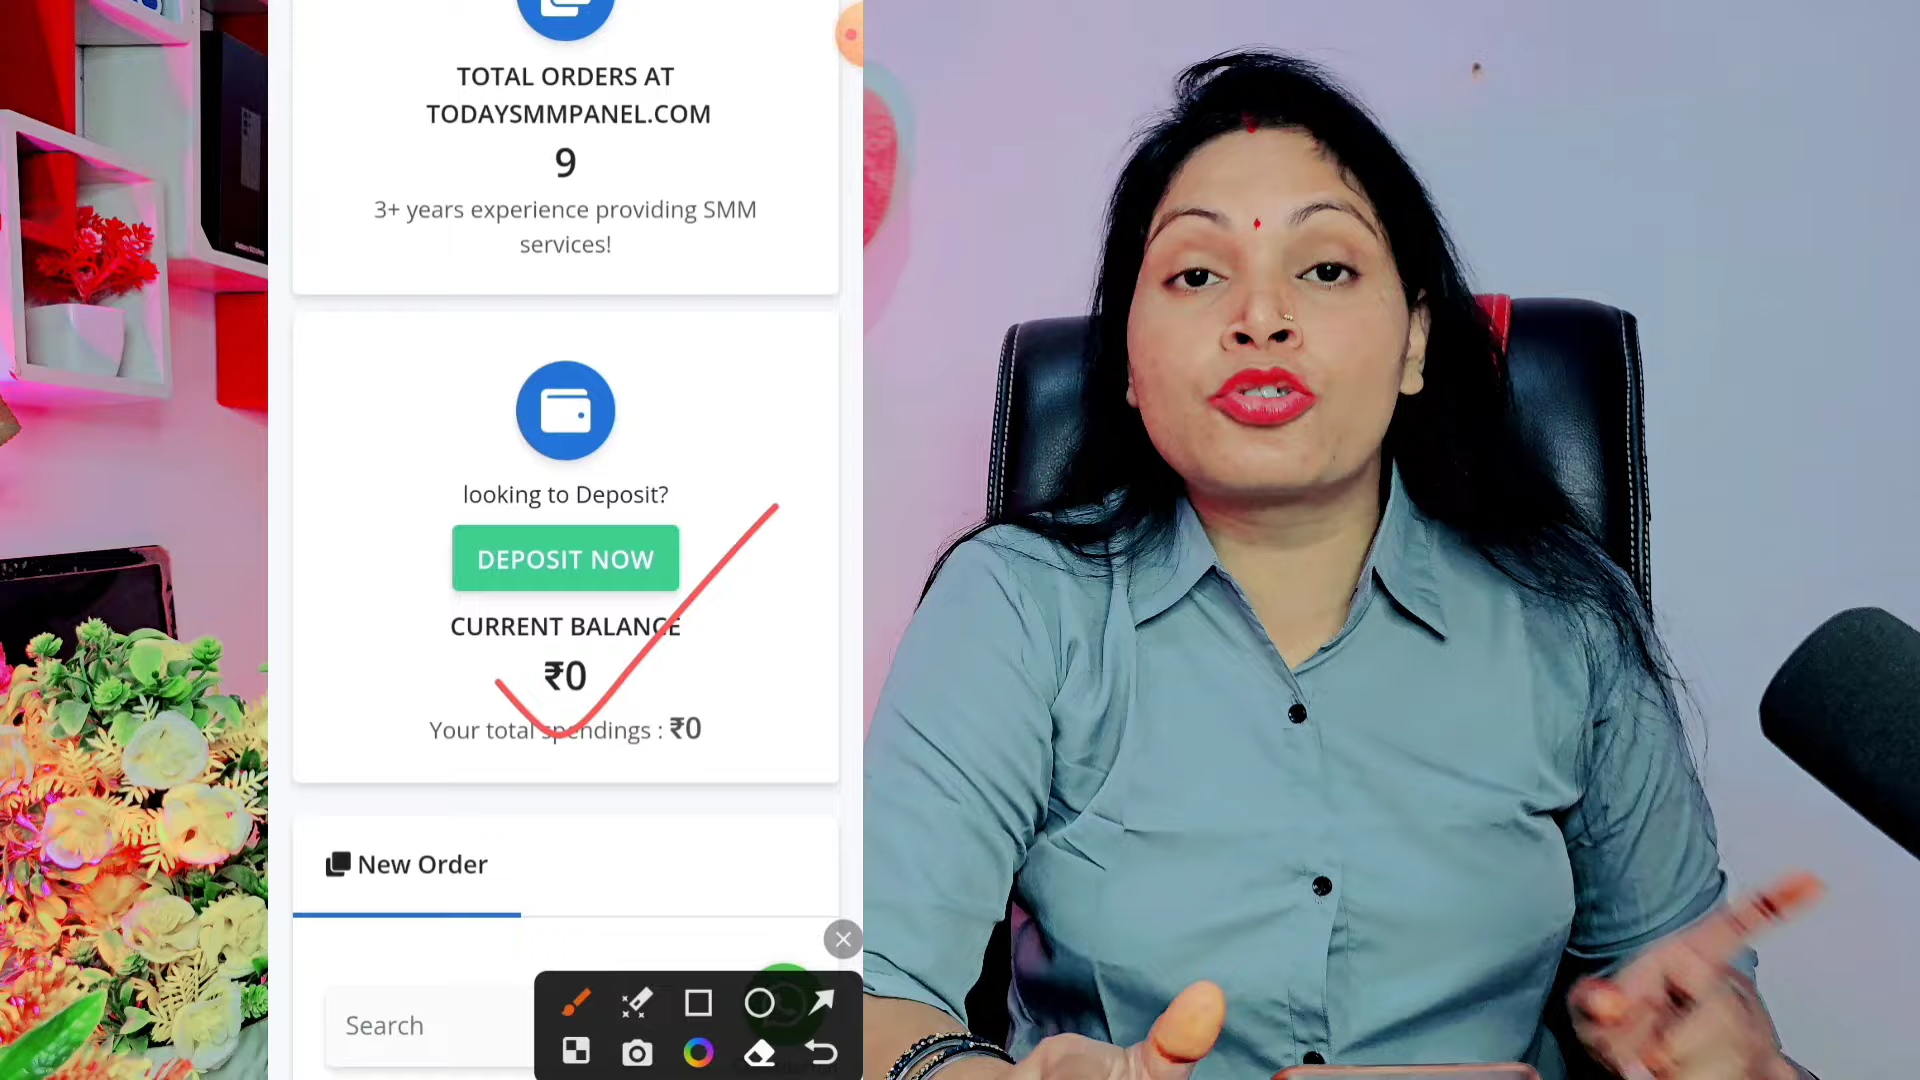 TOTAL ORDERS AT
TODAYSMMPANEL.COM
9
3+ years experience providing SMM
services!
looking to Deposit?
DEPOSIT NOW
CURRENT BALANCE
₹0
Your total spendings : ₹0
New Order
Search